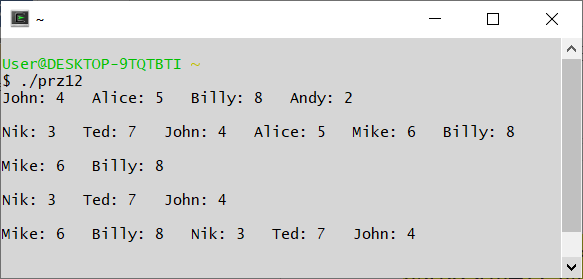 ~
User@DESKTOP-9TQTBTI ~
$ ./prz12
John: 4   Alice: 5   Billy: 8   Andy: 2
Nik: 3   Ted: 7   John: 4   Alice: 5   Mike: 6   Billy: 8
Mike: 6   Billy: 8
Nik: 3   Ted: 7   John: 4
Mike: 6   Billy: 8   Nik: 3   Ted: 7   John: 4